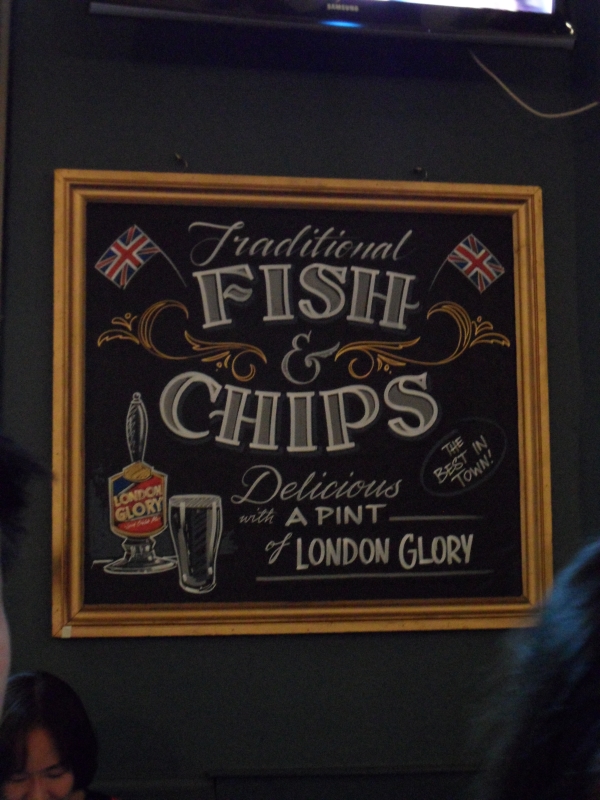 SAMSUNG
Traditional
FISH
&
CHIPS
THE
BEST IN
TOWN!
Delicious
with A PINT
of LONDON GLORY
LONDON
GLORY